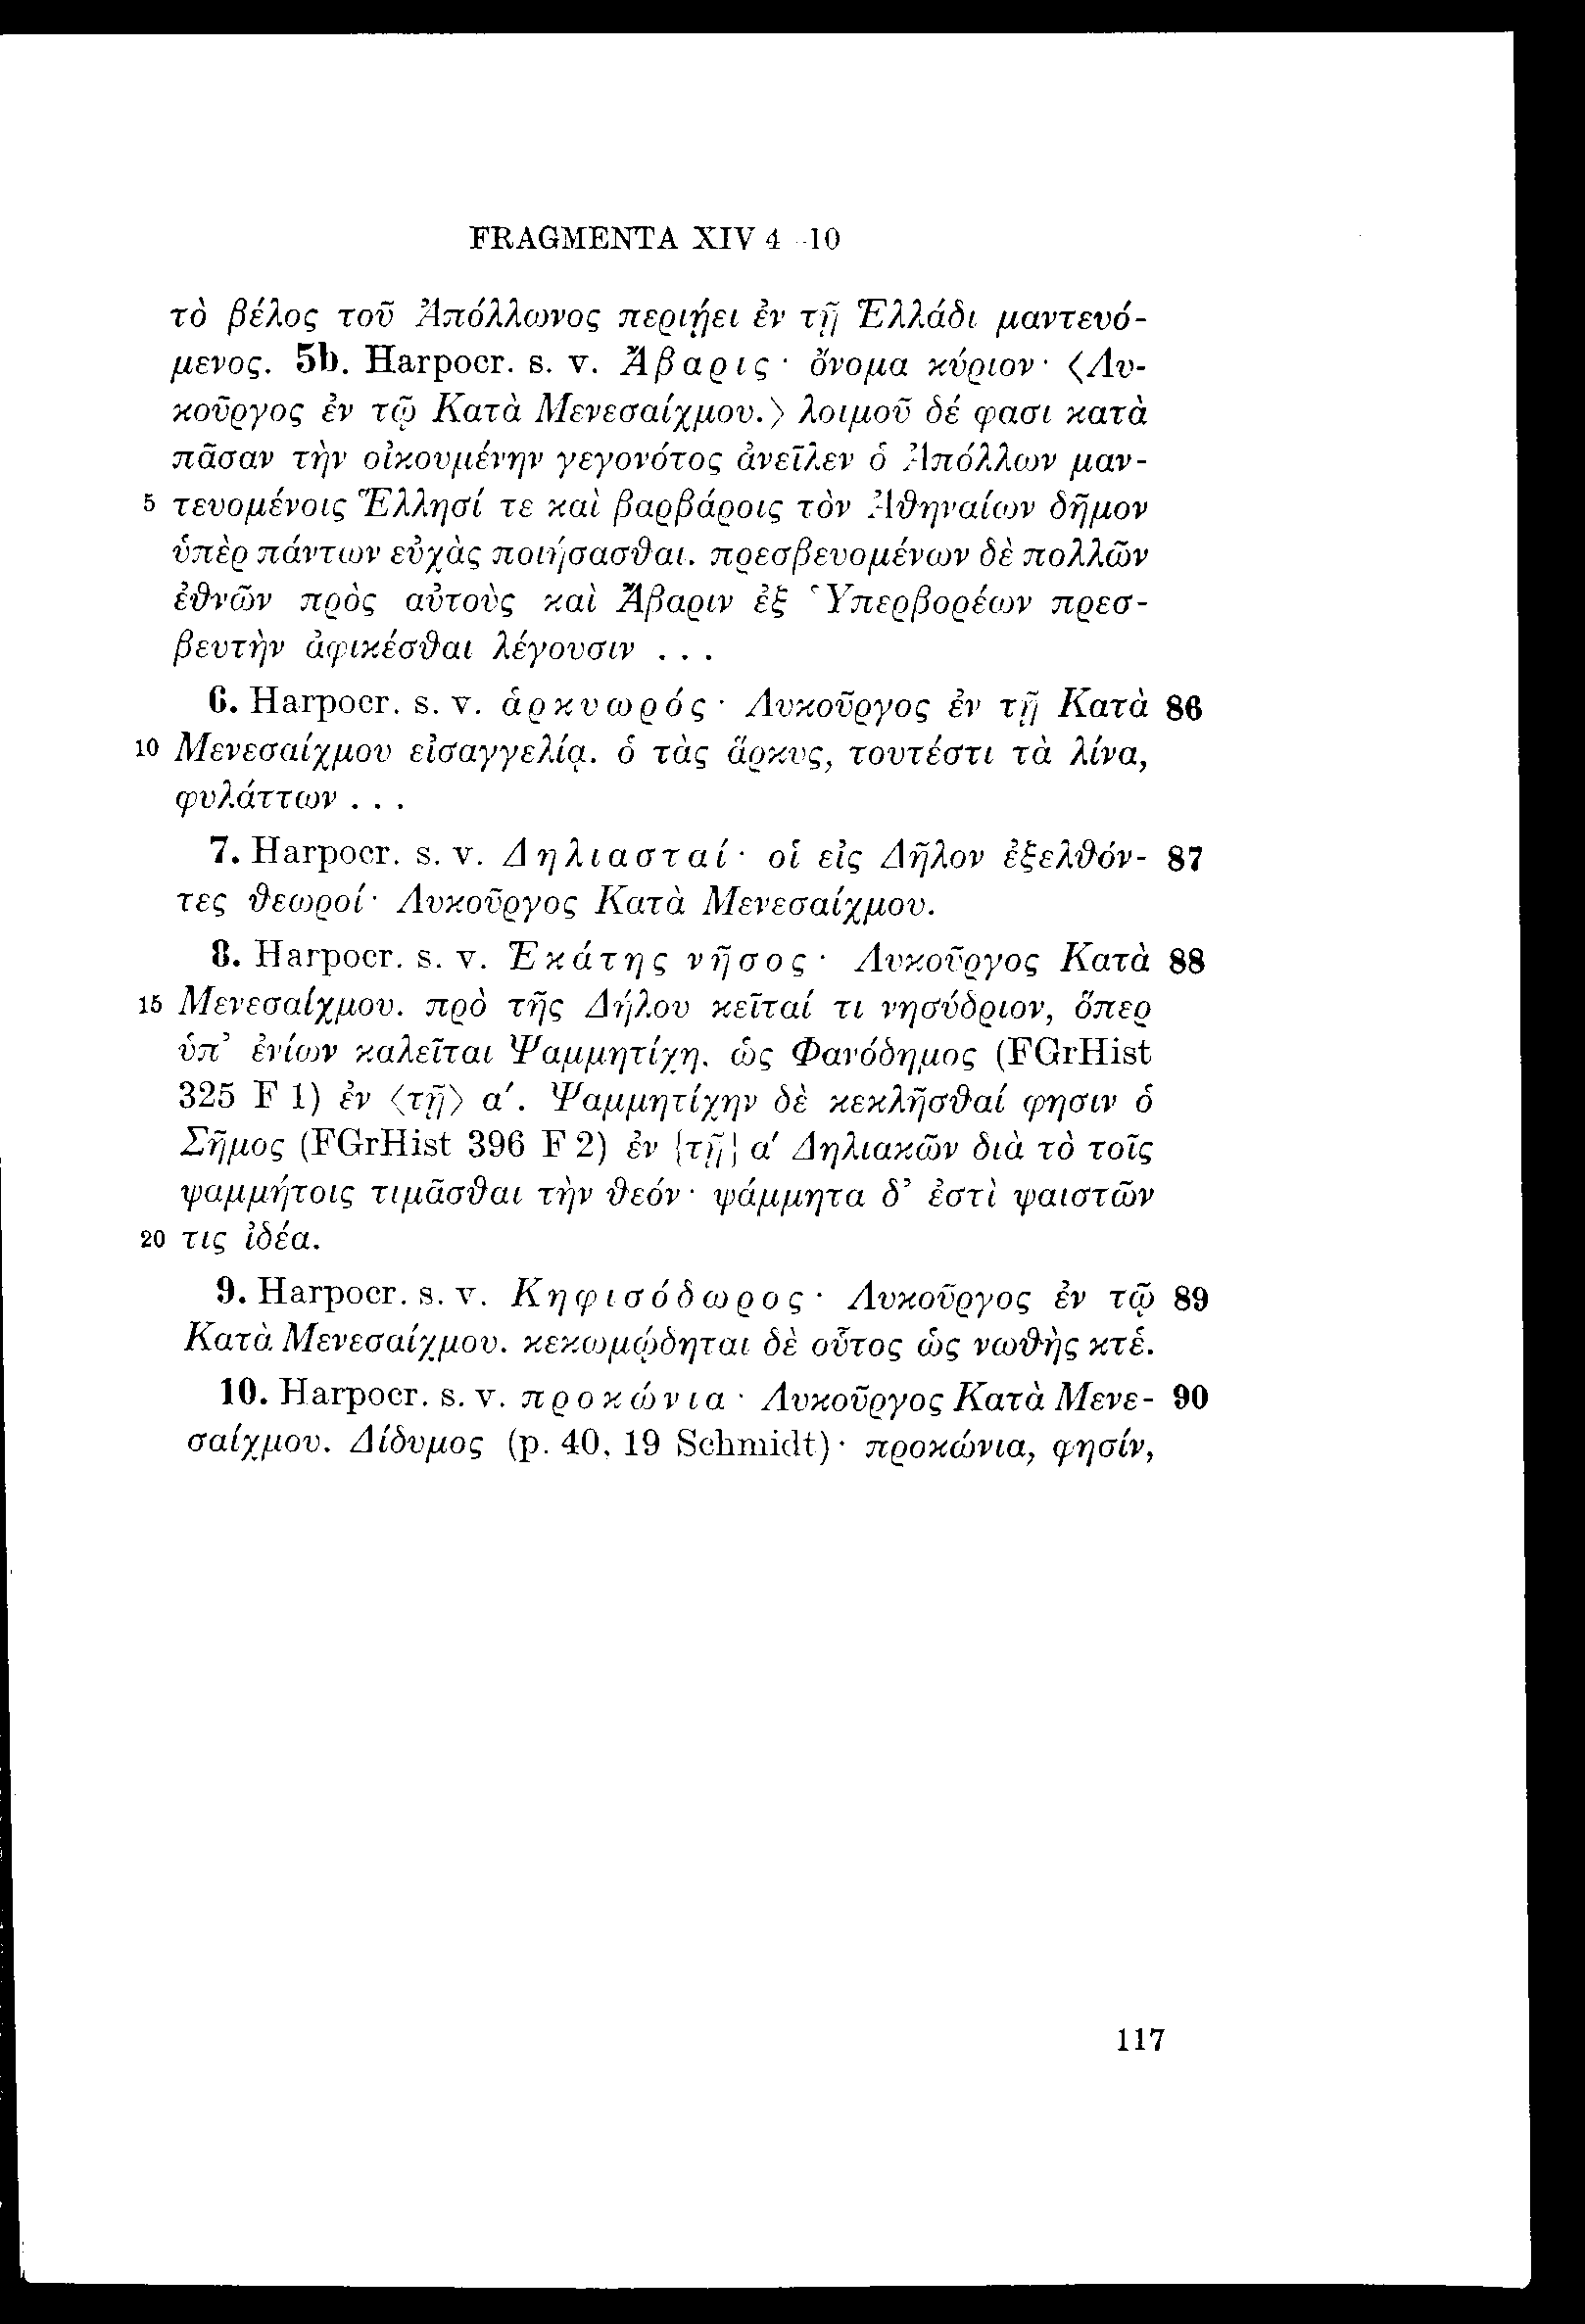 FRAGMENTA XIV 4–10
τὸ βέλος τοῦ Ἀπόλλωνος περιῄει ἐν τῇ Ἑλλάδι μαντευό-
μενος. 5b. Harpocr. s. v. Ἄβαρις· ὄνομα κύριον· ⟨Λυ-
κοῦργος ἐν τῷ Κατὰ Μενεσαίχμου.⟩ λοιμοῦ δέ φασι κατὰ
πᾶσαν τὴν οἰκουμένην γεγονότος ἀνεῖλεν ὁ Ἀπόλλων μαν-
5 τευομένοις Ἕλλησί τε καὶ βαρβάροις τὸν Ἀθηναίων δῆμον
ὑπὲρ πάντων εὐχὰς ποιήσασθαι. πρεσβευομένων δὲ πολλῶν
ἐθνῶν πρὸς αὐτοὺς καὶ Ἄβαριν ἐξ Ὑπερβορέων πρεσ-
βευτὴν ἀφικέσθαι λέγουσιν . . .
6. Harpocr. s. v. ἀρκυωρός· Λυκοῦργος ἐν τῇ Κατὰ 86
10 Μενεσαίχμου εἰσαγγελίᾳ. ὁ τὰς ἄρκυς, τουτέστι τὰ λίνα,
φυλάττων . . .
7. Harpocr. s. v. Δηλιασταί· οἱ εἰς Δῆλον ἐξελθόν- 87
τες θεωροί· Λυκοῦργος Κατὰ Μενεσαίχμου.
8. Harpocr. s. v. Ἑκάτης νῆσος· Λυκοῦργος Κατὰ 88
15 Μενεσαίχμου. πρὸ τῆς Δήλου κεῖταί τι νησύδριον, ὅπερ
ὑπ’ ἐνίων καλεῖται Ψαμμητίχη, ὡς Φανόδημος (FGrHist
325 F 1) ἐν ⟨τῇ⟩ α′. Ψαμμητίχην δὲ κεκλῆσθαί φησιν ὁ
Σῆμος (FGrHist 396 F 2) ἐν {τῇ} α′ Δηλιακῶν διὰ τὸ τοῖς
ψαμμήτοις τιμᾶσθαι τὴν θεόν· ψάμμητα δ’ ἐστὶ ψαιστῶν
20 τις ἰδέα.
9. Harpocr. s. v. Κηφισόδωρος· Λυκοῦργος ἐν τῷ 89
Κατὰ Μενεσαίχμου. κεκωμῴδηται δὲ οὗτος ὡς νωθὴς κτἑ.
10. Harpocr. s. v. προκώνια· Λυκοῦργος Κατὰ Μενε- 90
σαίχμου. Δίδυμος (p. 40, 19 Schmidt)· προκώνια, φησίν,
117